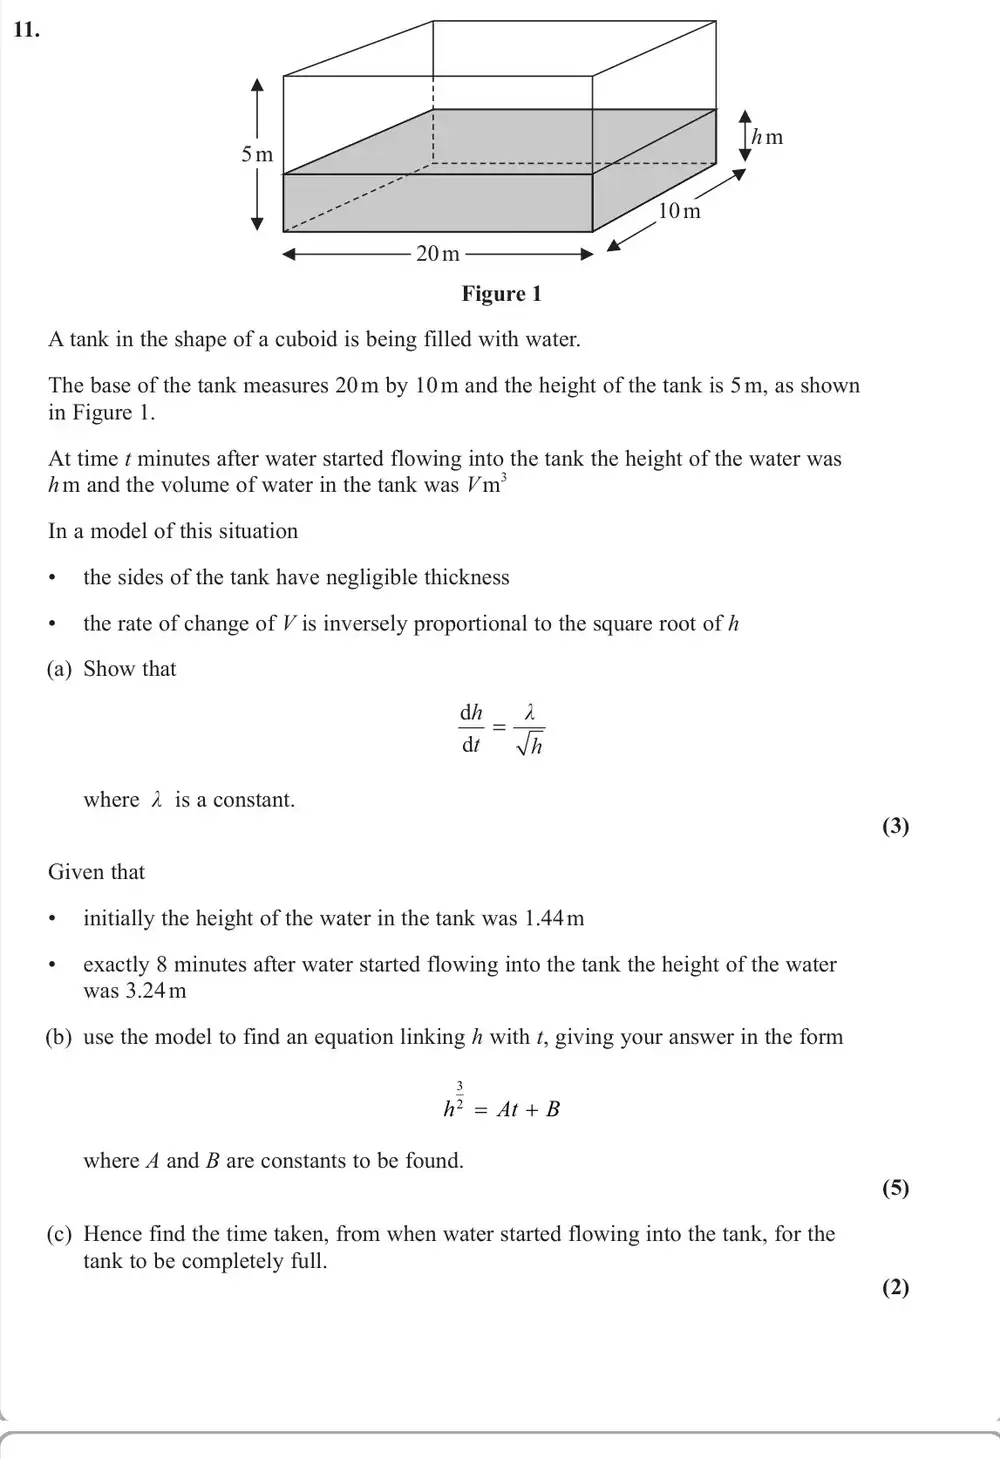 11.
5 m
h m
10 m
20 m
Figure 1
A tank in the shape of a cuboid is being filled with water.
The base of the tank measures 20 m by 10 m and the height of the tank is 5 m, as shown
in Figure 1.
At time t minutes after water started flowing into the tank the height of the water was
h m and the volume of water in the tank was V m³
In a model of this situation
• the sides of the tank have negligible thickness
• the rate of change of V is inversely proportional to the square root of h
(a) Show that
dh/dt = λ/√h
where λ is a constant.
(3)
Given that
• initially the height of the water in the tank was 1.44 m
• exactly 8 minutes after water started flowing into the tank the height of the water
was 3.24 m
(b) use the model to find an equation linking h with t, giving your answer in the form
h^(3/2) = At + B
where A and B are constants to be found.
(5)
(c) Hence find the time taken, from when water started flowing into the tank, for the
tank to be completely full.
(2)